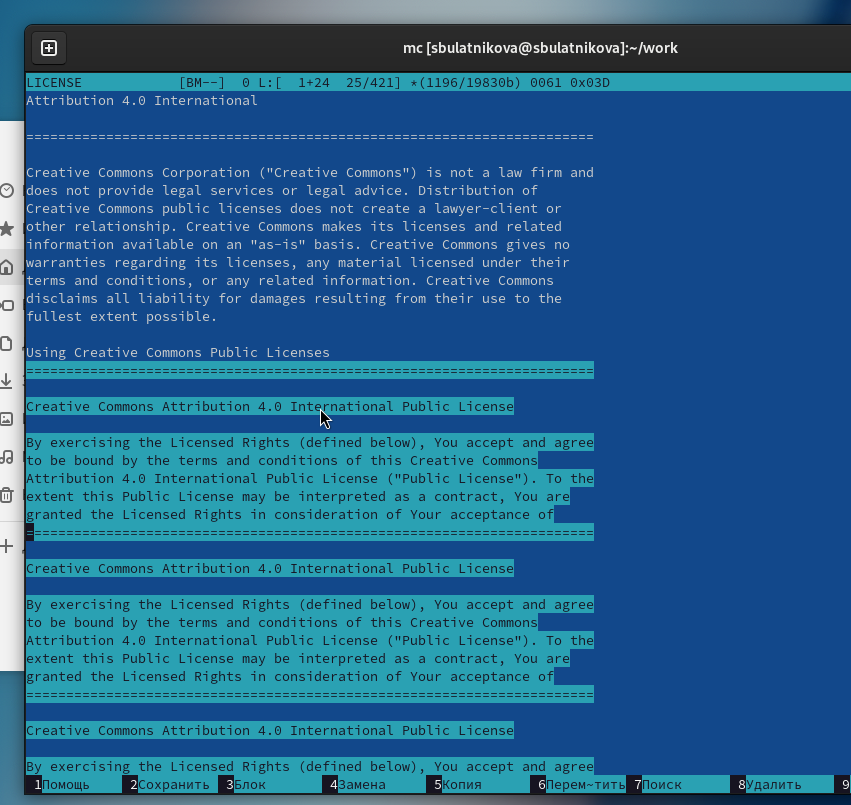 mc [sbulatnikova@sbulatnikova]:~/work
LICENSE [BM--] 0 L:[ 1+24 25/421] *(1196/19830b) 0061 0x03D
Attribution 4.0 International
=======================================================================
Creative Commons Corporation ("Creative Commons") is not a law firm and
does not provide legal services or legal advice. Distribution of
Creative Commons public licenses does not create a lawyer-client or
other relationship. Creative Commons makes its licenses and related
information available on an "as-is" basis. Creative Commons gives no
warranties regarding its licenses, any material licensed under their
terms and conditions, or any related information. Creative Commons
disclaims all liability for damages resulting from their use to the
fullest extent possible.
Using Creative Commons Public Licenses
=======================================================================
Creative Commons Attribution 4.0 International Public License
By exercising the Licensed Rights (defined below), You accept and agree
to be bound by the terms and conditions of this Creative Commons
Attribution 4.0 International Public License ("Public License"). To the
extent this Public License may be interpreted as a contract, You are
granted the Licensed Rights in consideration of Your acceptance of
=======================================================================
Creative Commons Attribution 4.0 International Public License
By exercising the Licensed Rights (defined below), You accept and agree
to be bound by the terms and conditions of this Creative Commons
Attribution 4.0 International Public License ("Public License"). To the
extent this Public License may be interpreted as a contract, You are
granted the Licensed Rights in consideration of Your acceptance of
=======================================================================
Creative Commons Attribution 4.0 International Public License
By exercising the Licensed Rights (defined below), You accept and agree
1Помощь 2Сохранить 3Блок 4Замена 5Копия 6Перем~тить 7Поиск 8Удалить 9